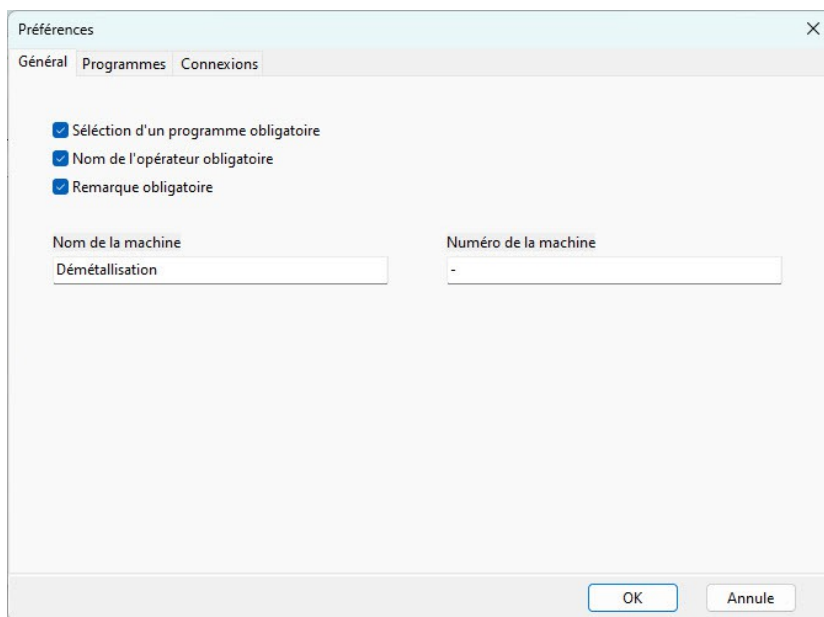 Préférences
Général Programmes Connexions
Séléction d'un programme obligatoire
Nom de l'opérateur obligatoire
Remarque obligatoire
Nom de la machine Numéro de la machine
Démétallisation -
OK Annule